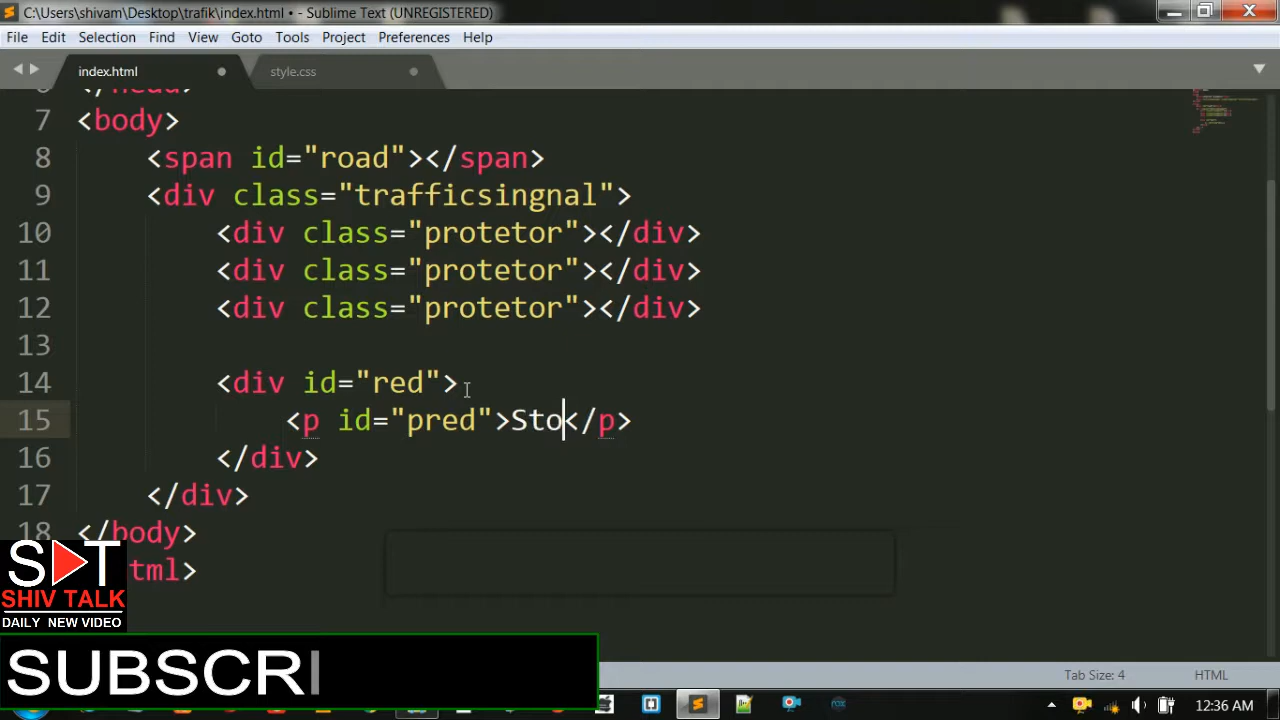 C:\Users\shivam\Desktop\trafik\index.html • - Sublime Text (UNREGISTERED)
File Edit Selection Find View Goto Tools Project Preferences Help
index.html style.css
6 </head>
7 <body>
8 <span id="road"></span>
9 <div class="trafficsingnal">
10 <div class="protetor"></div>
11 <div class="protetor"></div>
12 <div class="protetor"></div>
13
14 <div id="red">
15 <p id="pred">Sto</p>
16 </div>
17 </div>
18 </body>
tml>
S T
SHIV TALK
DAILY NEW VIDEO
SUBSCRI
Tab Size: 4 HTML
12:36 AM